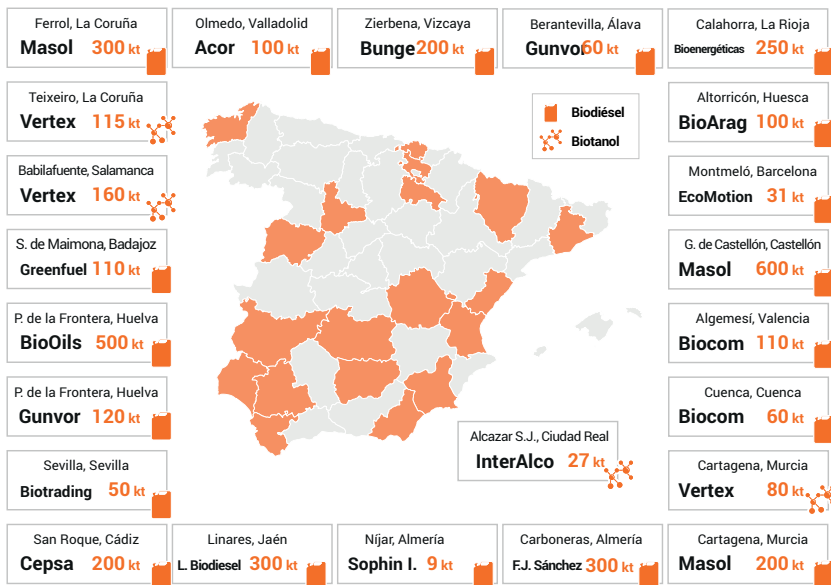 Ferrol, La Coruña
Masol 300 kt
Olmedo, Valladolid
Acor 100 kt
Zierbena, Vizcaya
Bunge 200 kt
Berantevilla, Álava
Gunvor 60 kt
Calahorra, La Rioja
Bioenergéticas 250 kt
Teixeiro, La Coruña
Vertex 115 kt
Biodiésel
Biotanol
Altorricón, Huesca
BioArag 100 kt
Babilafuente, Salamanca
Vertex 160 kt
Montmeló, Barcelona
EcoMotion 31 kt
S. de Maimona, Badajoz
Greenfuel 110 kt
G. de Castellón, Castellón
Masol 600 kt
P. de la Frontera, Huelva
BioOils 500 kt
Algemesí, Valencia
Biocom 110 kt
P. de la Frontera, Huelva
Gunvor 120 kt
Cuenca, Cuenca
Biocom 60 kt
Alcazar S.J., Ciudad Real
InterAlco 27 kt
Sevilla, Sevilla
Biotrading 50 kt
Cartagena, Murcia
Vertex 80 kt
San Roque, Cádiz
Cepsa 200 kt
Linares, Jaén
L. Biodiesel 300 kt
Níjar, Almería
Sophin I. 9 kt
Carboneras, Almería
F.J. Sánchez 300 kt
Cartagena, Murcia
Masol 200 kt